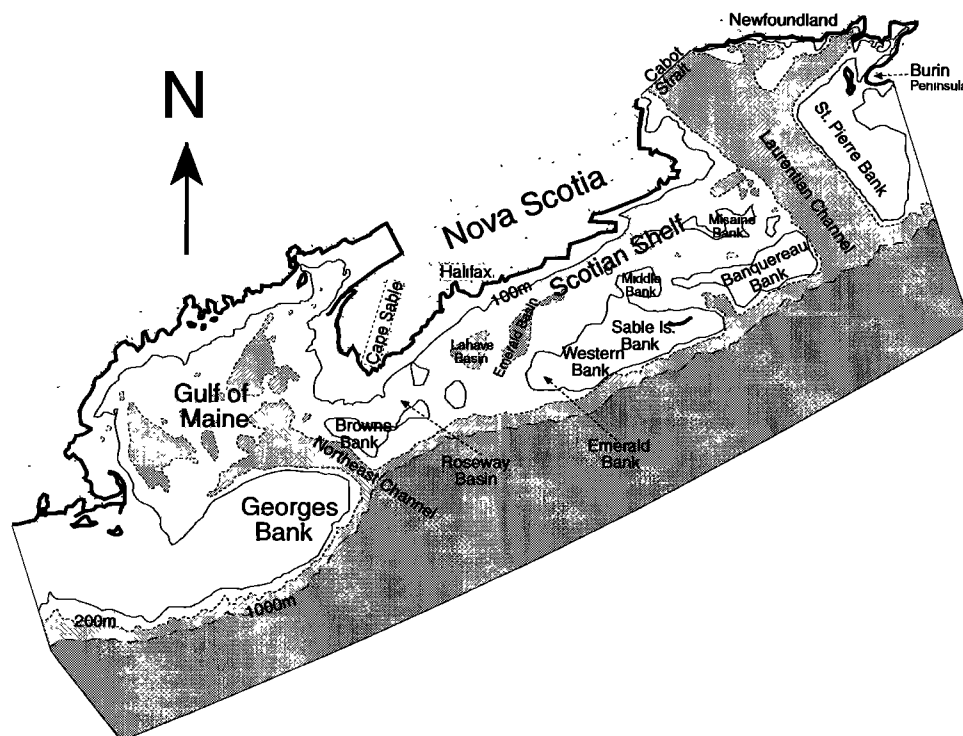 Newfoundland
N
Cabot
Strait
Burin
Peninsula
St. Pierre Bank
Laurentian Channel
Nova Scotia
Misaine
Bank
Scotian Shelf
Halifax
Banquereau
Bank
100m
Middle
Bank
Cape Sable
Emerald Basin
Sable Is.
Bank
Lahave
Basin
Western
Bank
Gulf of
Maine
Browne
Bank
Emerald
Bank
Roseway
Basin
Northeast Channel
Georges
Bank
1000m
200m